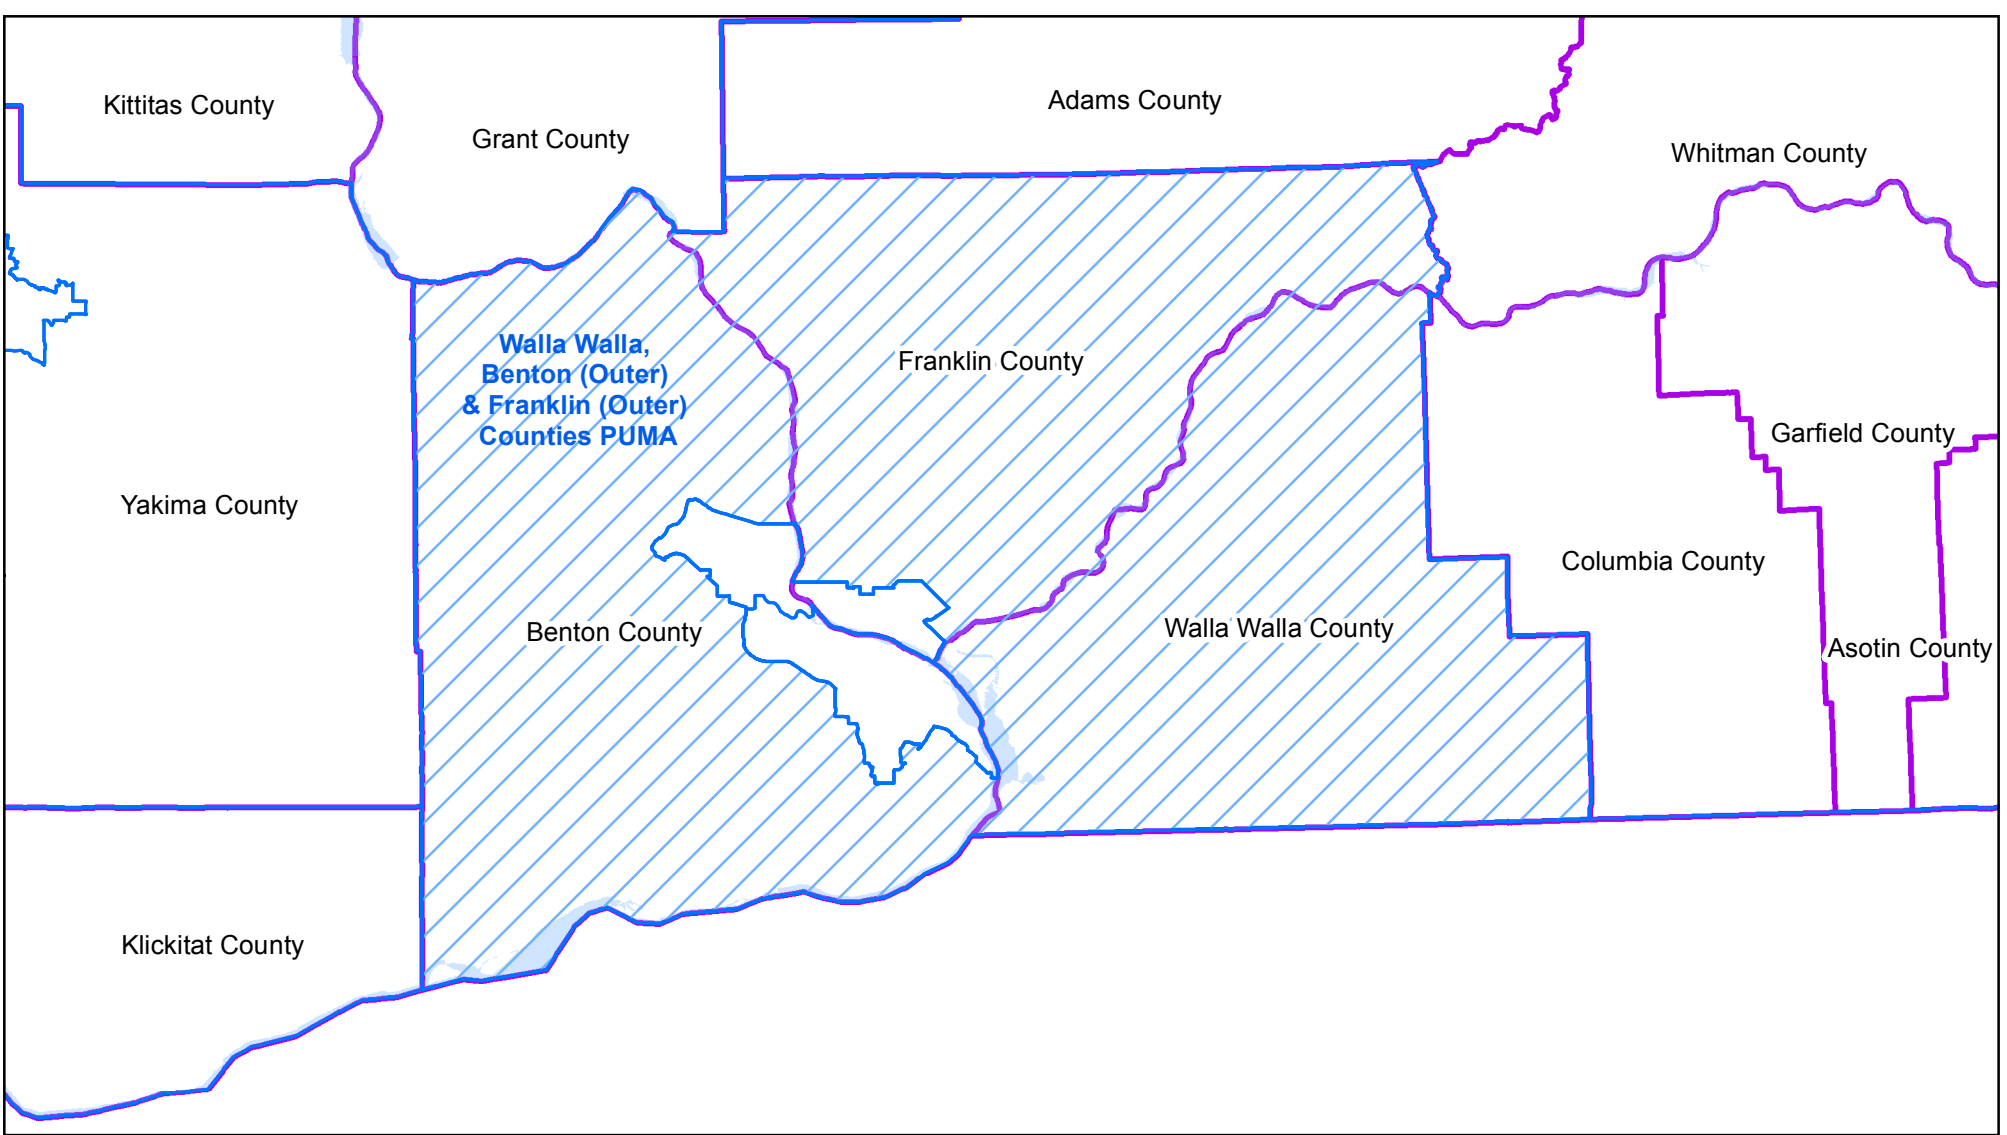 Kittitas County
Grant County
Adams County
Whitman County
Walla Walla,
Benton (Outer)
& Franklin (Outer)
Counties PUMA
Franklin County
Garfield County
Yakima County
Columbia County
Benton County
Walla Walla County
Asotin County
Klickitat County